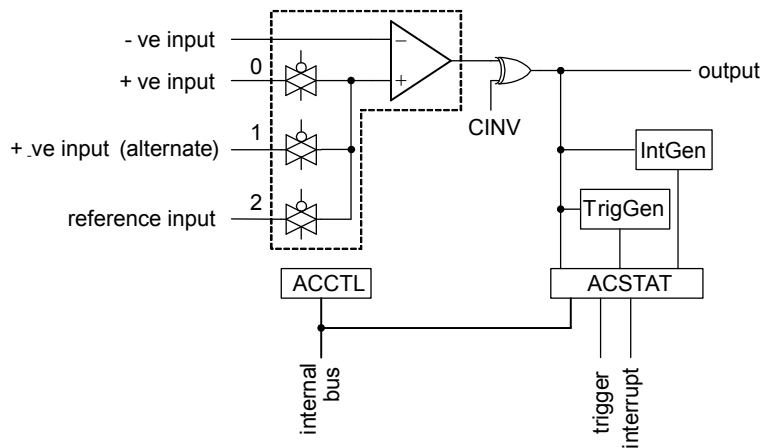 - ve input
+ ve input
0
+ ve input (alternate)
1
reference input
2
−
+
CINV
output
IntGen
TrigGen
ACCTL
ACSTAT
internal
bus
trigger
interrupt